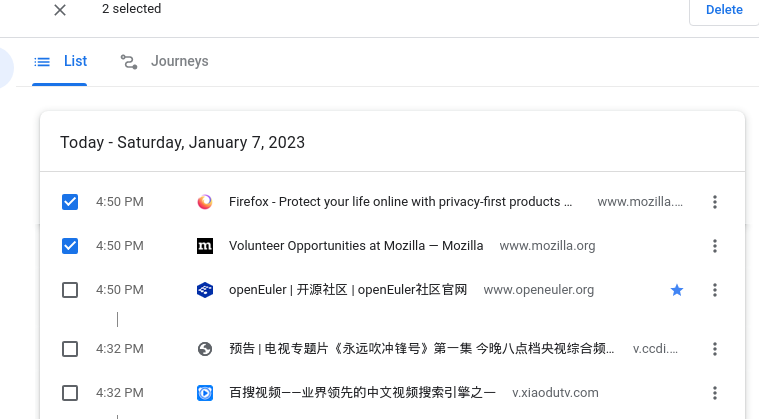 2 selected
Delete
List
Journeys
Today - Saturday, January 7, 2023
4:50 PM Firefox - Protect your life online with privacy-first products … www.mozilla.…
4:50 PM m Volunteer Opportunities at Mozilla — Mozilla www.mozilla.org
4:50 PM openEuler | 开源社区 | openEuler社区官网 www.openeuler.org
4:32 PM 预告 | 电视专题片《永远吹冲锋号》第一集 今晚八点档央视综合频… v.ccdi.…
4:32 PM 百搜视频——业界领先的中文视频搜索引擎之一 v.xiaodutv.com